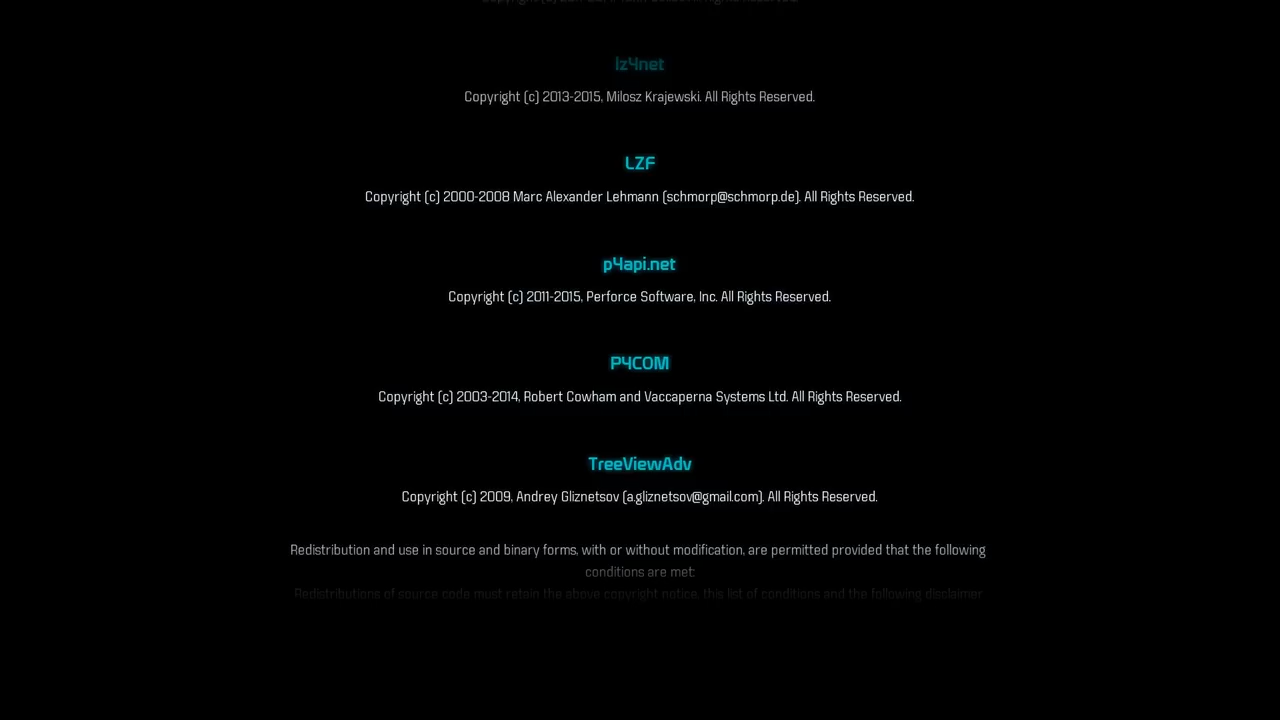 lz4net
Copyright (c) 2013-2015, Milosz Krajewski. All Rights Reserved.
LZF
Copyright (c) 2000-2008 Marc Alexander Lehmann (schmorp@schmorp.de). All Rights Reserved.
p4api.net
Copyright (c) 2011-2015, Perforce Software, Inc. All Rights Reserved.
P4COM
Copyright (c) 2003-2014, Robert Cowham and Vaccaperna Systems Ltd. All Rights Reserved.
TreeViewAdv
Copyright (c) 2009, Andrey Gliznetsov (a.gliznetsov@gmail.com). All Rights Reserved.
Redistribution and use in source and binary forms, with or without modification, are permitted provided that the following
conditions are met:
Redistributions of source code must retain the above copyright notice, this list of conditions and the following disclaimer